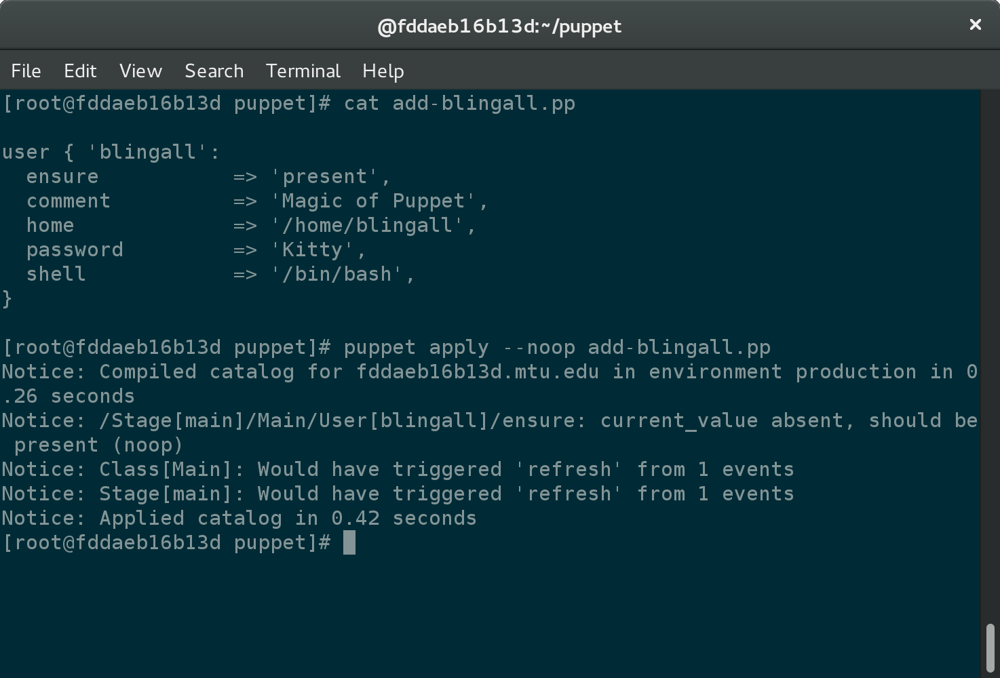 @fddaeb16b13d:~/puppet ×
File Edit View Search Terminal Help
[root@fddaeb16b13d puppet]# cat add-blingall.pp

user { 'blingall':
  ensure           => 'present',
  comment          => 'Magic of Puppet',
  home             => '/home/blingall',
  password         => 'Kitty',
  shell            => '/bin/bash',
}

[root@fddaeb16b13d puppet]# puppet apply --noop add-blingall.pp
Notice: Compiled catalog for fddaeb16b13d.mtu.edu in environment production in 0
.26 seconds
Notice: /Stage[main]/Main/User[blingall]/ensure: current_value absent, should be
 present (noop)
Notice: Class[Main]: Would have triggered 'refresh' from 1 events
Notice: Stage[main]: Would have triggered 'refresh' from 1 events
Notice: Applied catalog in 0.42 seconds
[root@fddaeb16b13d puppet]#